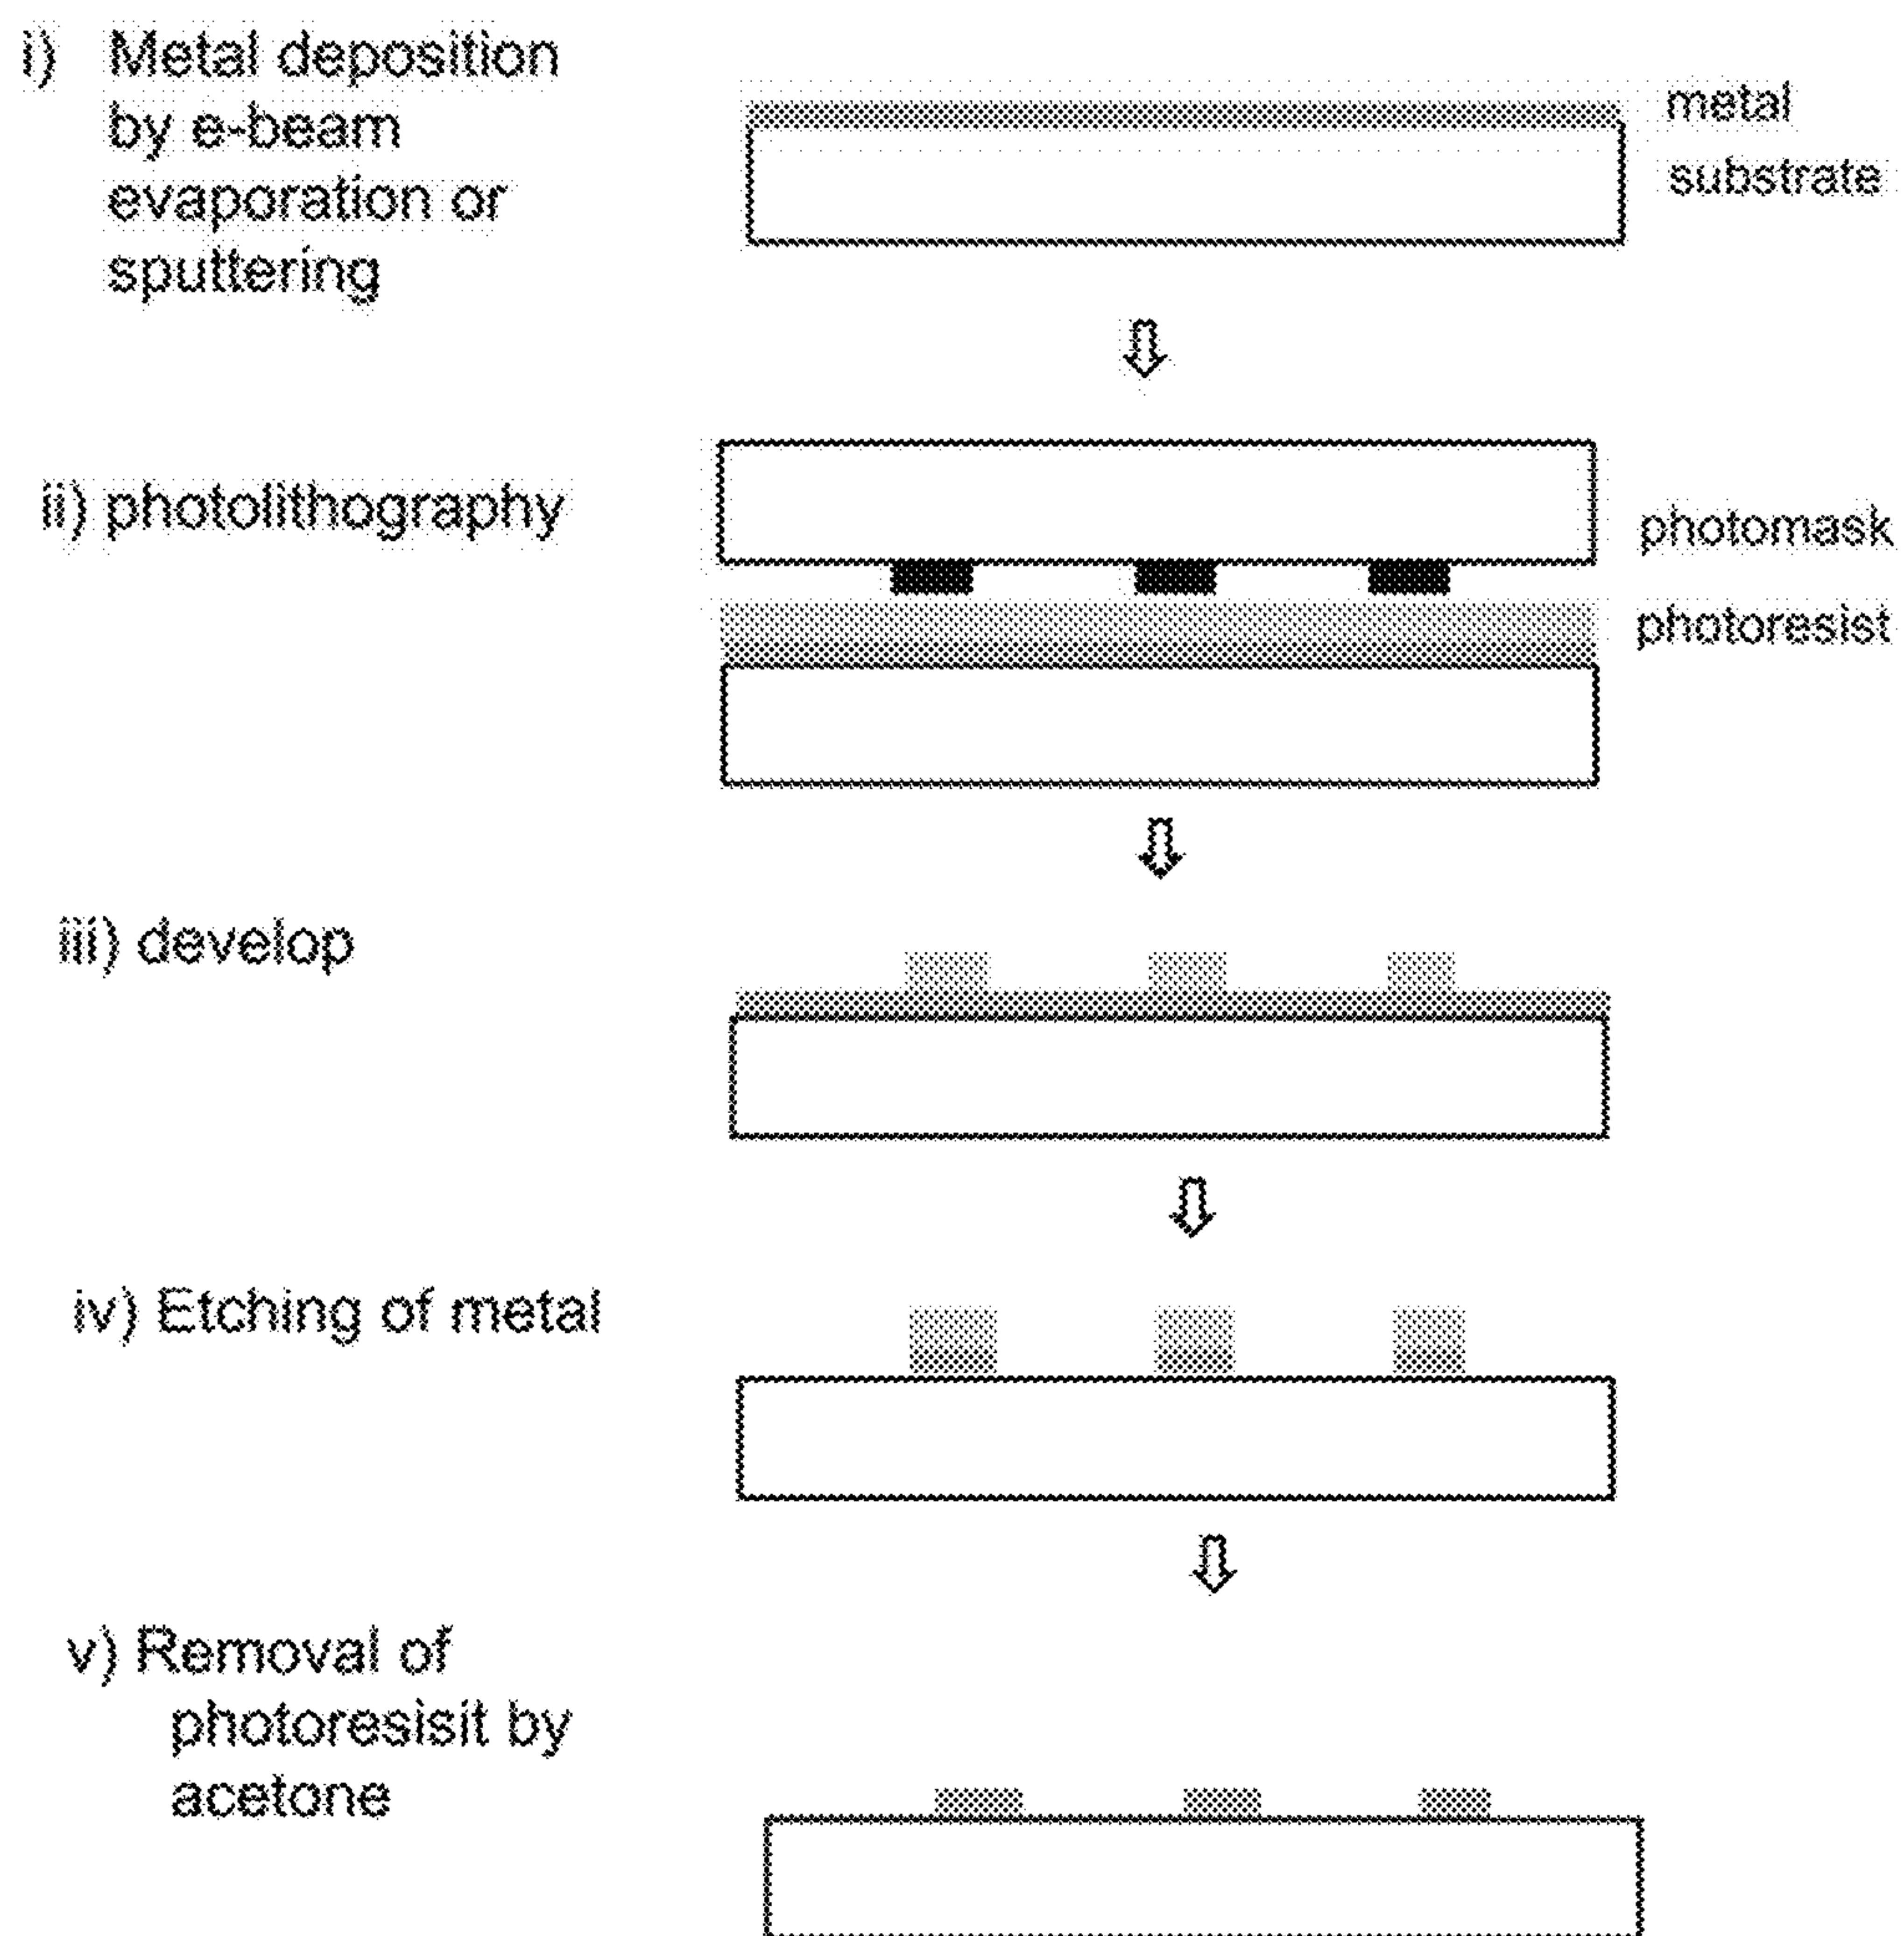 i) Metal deposition
by e-beam
evaporation or
sputtering
metal
substrate
ii) photolithography
photomask
photoresist
iii) develop
iv) Etching of metal
v) Removal of
photoresisit by
acetone